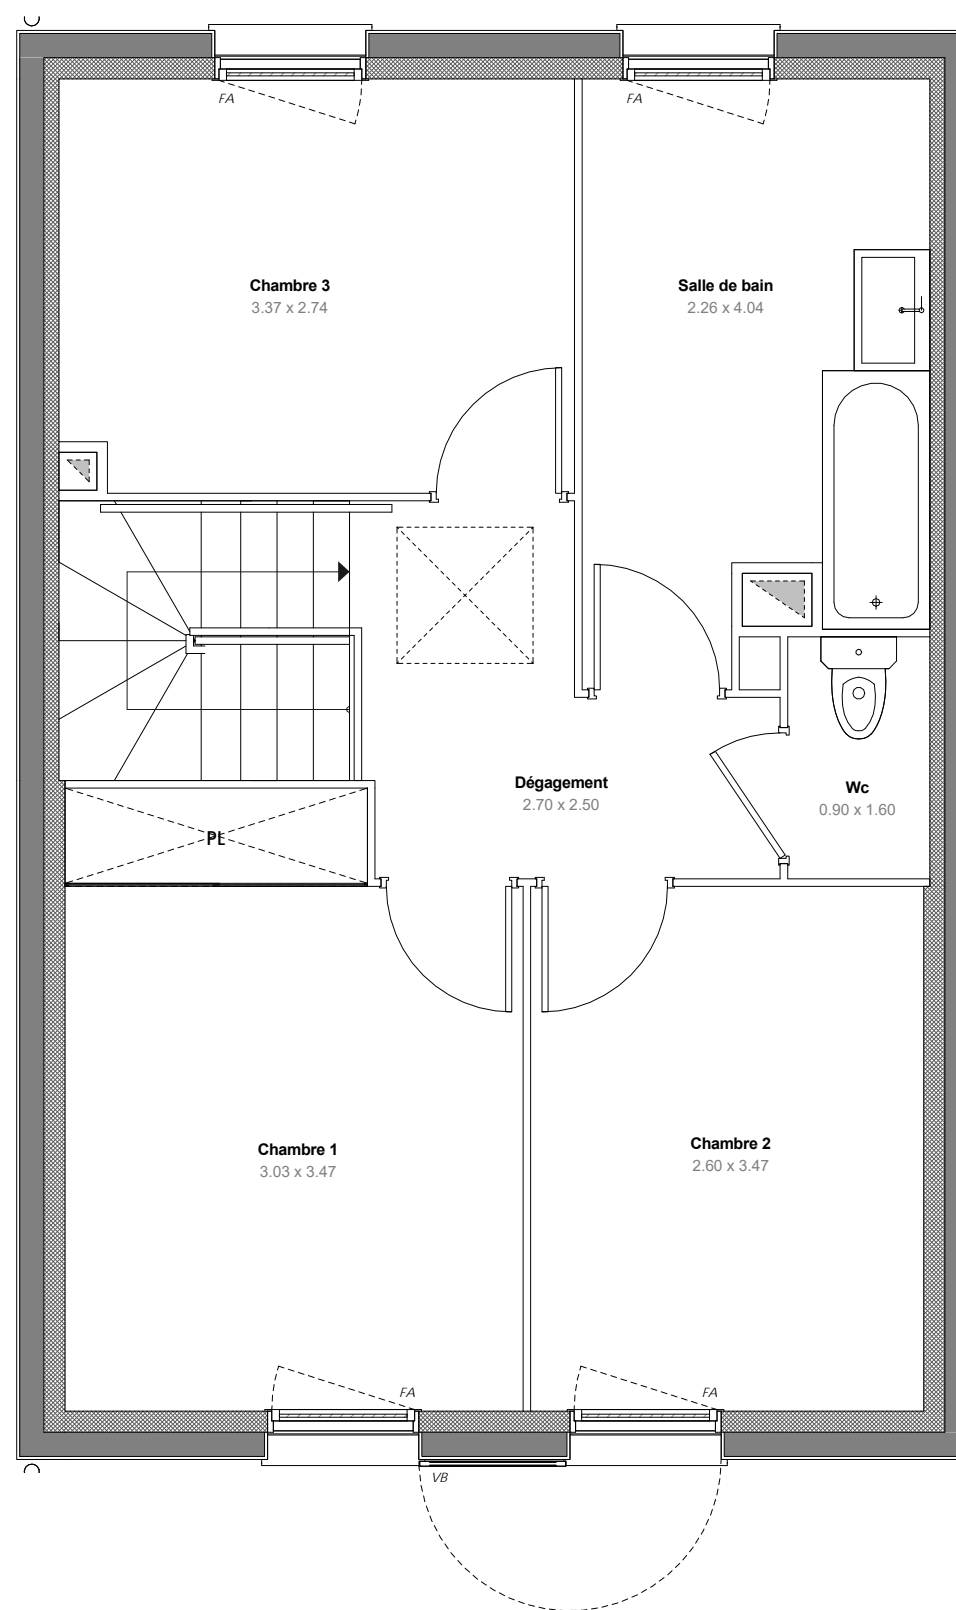 FA
FA
Chambre 3
3.37 x 2.74
Salle de bain
2.26 x 4.04
Dégagement
2.70 x 2.50
Wc
0.90 x 1.60
PL
Chambre 1
3.03 x 3.47
Chambre 2
2.60 x 3.47
FA
FA
VB